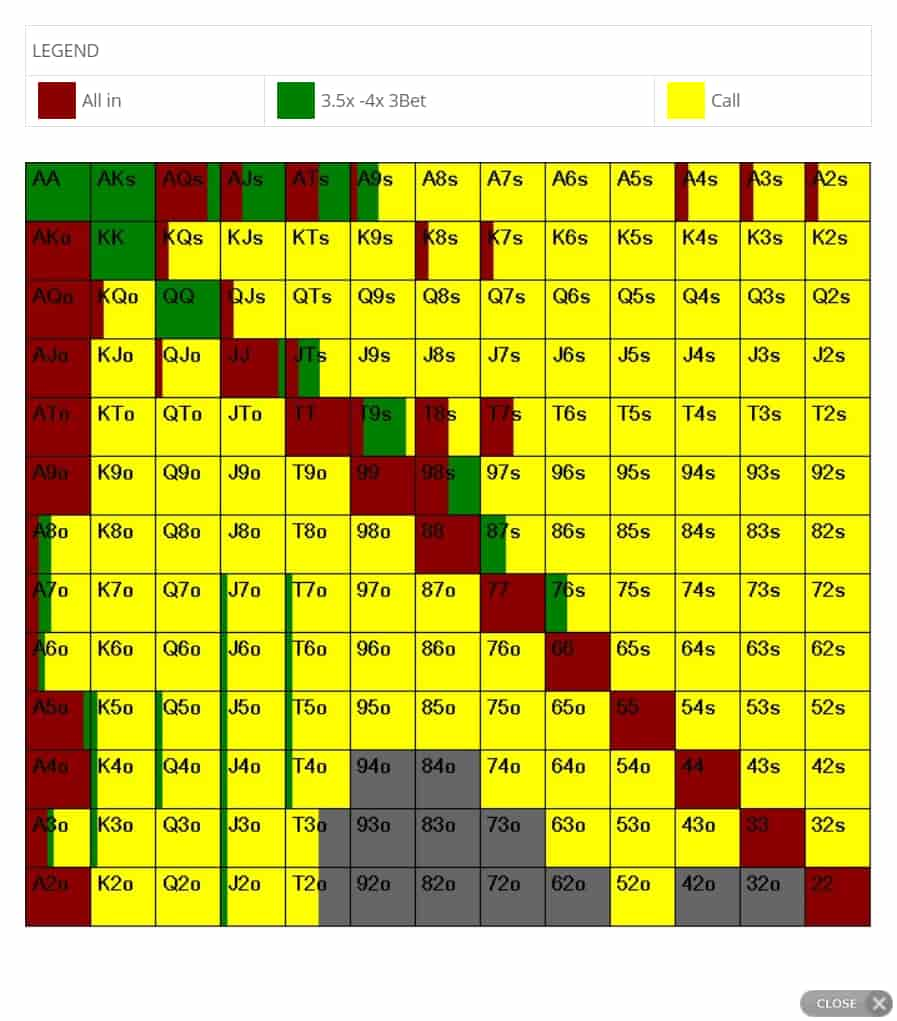 LEGEND
All in 3.5x -4x 3Bet Call
AA AKs AQs AJs ATs A9s A8s A7s A6s A5s A4s A3s A2s
AKo KK KQs KJs KTs K9s K8s K7s K6s K5s K4s K3s K2s
AQo KQo QQ QJs QTs Q9s Q8s Q7s Q6s Q5s Q4s Q3s Q2s
AJo KJo QJo JJ JTs J9s J8s J7s J6s J5s J4s J3s J2s
ATo KTo QTo JTo TT T9s T8s T7s T6s T5s T4s T3s T2s
A9o K9o Q9o J9o T9o 99 98s 97s 96s 95s 94s 93s 92s
A8o K8o Q8o J8o T8o 98o 88 87s 86s 85s 84s 83s 82s
A7o K7o Q7o J7o T7o 97o 87o 77 76s 75s 74s 73s 72s
A6o K6o Q6o J6o T6o 96o 86o 76o 66 65s 64s 63s 62s
A5o K5o Q5o J5o T5o 95o 85o 75o 65o 55 54s 53s 52s
A4o K4o Q4o J4o T4o 94o 84o 74o 64o 54o 44 43s 42s
A3o K3o Q3o J3o T3o 93o 83o 73o 63o 53o 43o 33 32s
A2o K2o Q2o J2o T2o 92o 82o 72o 62o 52o 42o 32o 22
CLOSE